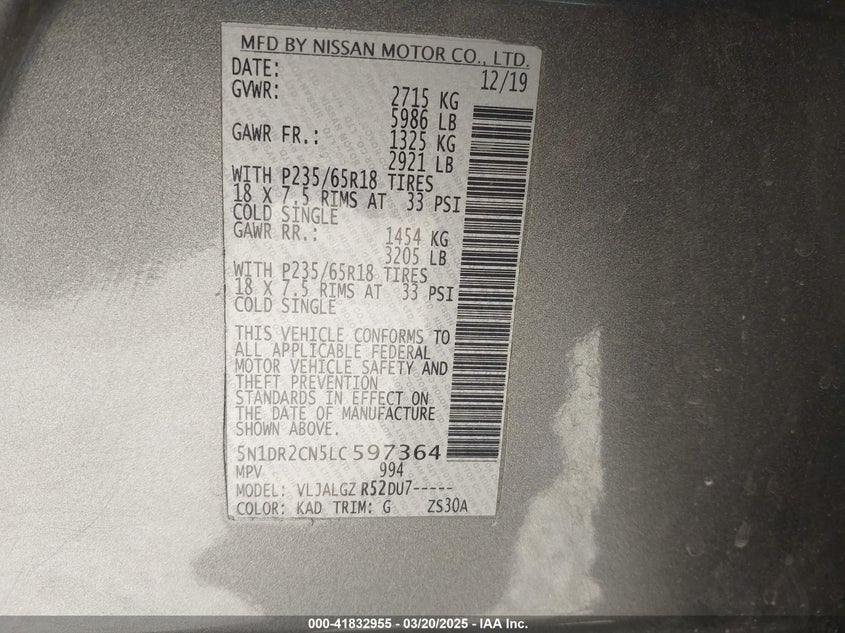 MFD BY NISSAN MOTOR CO., LTD.
DATE: 12/19
GVWR: 2715 KG
5986 LB
GAWR FR.: 1325 KG
2921 LB
WITH P235/65R18 TIRES
18 X 7.5 RIMS AT 33 PSI
COLD SINGLE
GAWR RR.: 1454 KG
3205 LB
WITH P235/65R18 TIRES
18 X 7.5 RIMS AT 33 PSI
COLD SINGLE
THIS VEHICLE CONFORMS TO
ALL APPLICABLE FEDERAL
MOTOR VEHICLE SAFETY AND
THEFT PREVENTION
STANDARDS IN EFFECT ON
THE DATE OF MANUFACTURE
SHOWN ABOVE.
5N1DR2CN5LC597364
MPV 994
MODEL: VLJALGZ R52DU7-----
COLOR: KAD TRIM: G ZS30A
000-41832955 - 03/20/2025 - IAA Inc.